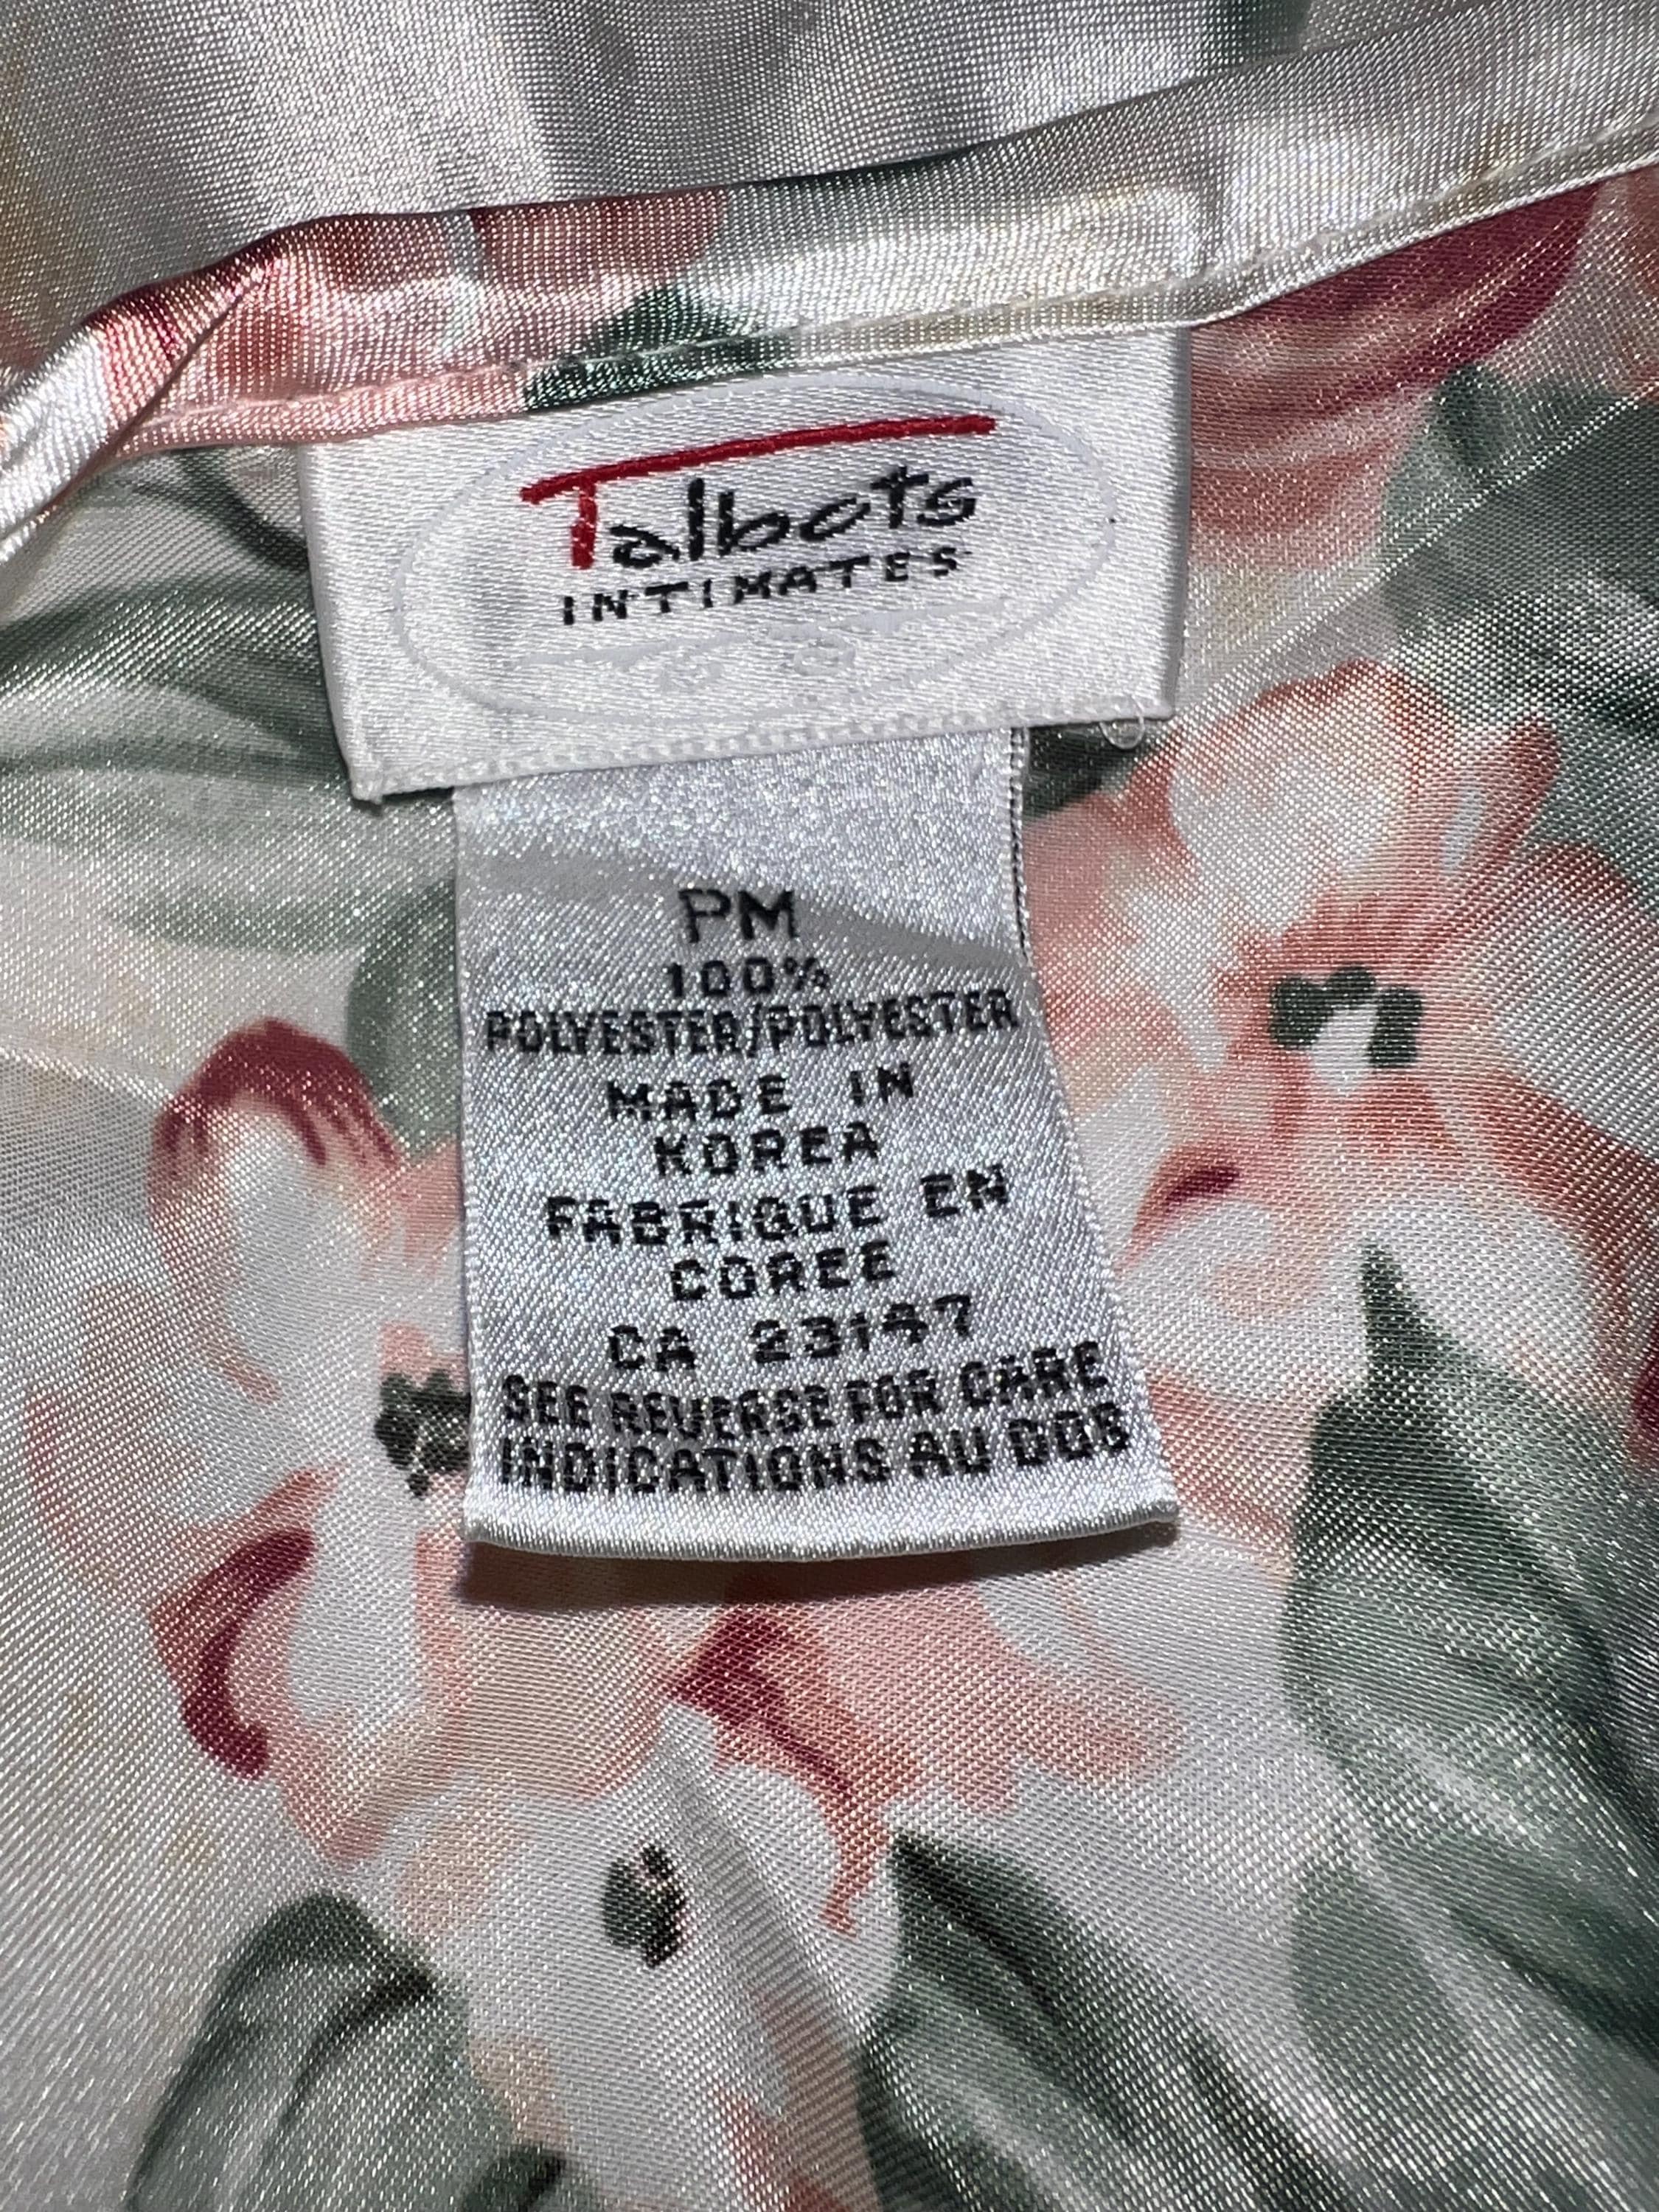 Talbots
INTIMATES
PM
100%
POLYESTER/POLYESTER
MADE IN
KOREA
FABRIQUE EN
COREE
CA 23147
SEE REVERSE FOR CARE
INDICATIONS AU DOS